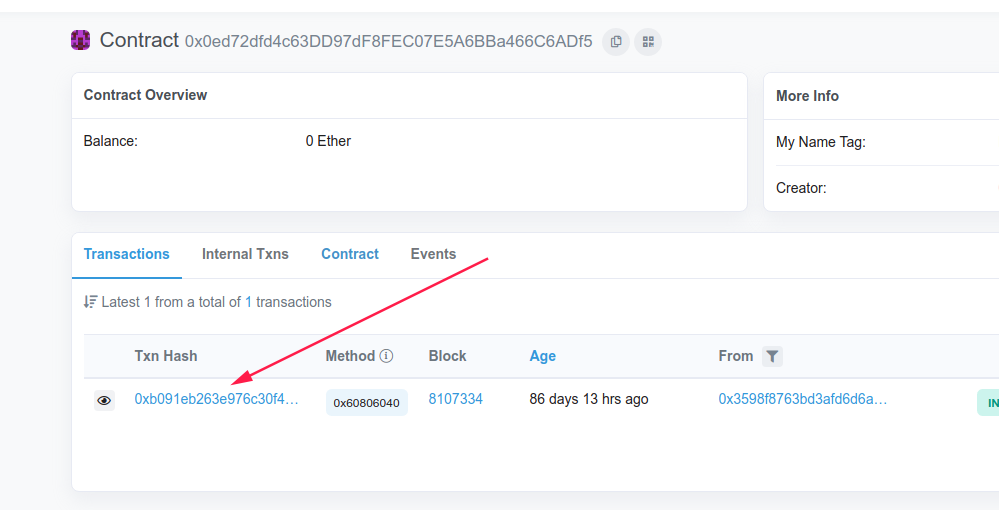 Contract 0x0ed72dfd4c63DD97dF8FEC07E5A6BBa466C6ADf5
Contract Overview
Balance: 0 Ether
More Info
My Name Tag:
Creator:
Transactions Internal Txns Contract Events
Latest 1 from a total of 1 transactions
Txn Hash Method Block Age From
0xb091eb263e976c30f4... 0x60806040 8107334 86 days 13 hrs ago 0x3598f8763bd3afd6d6a... IN